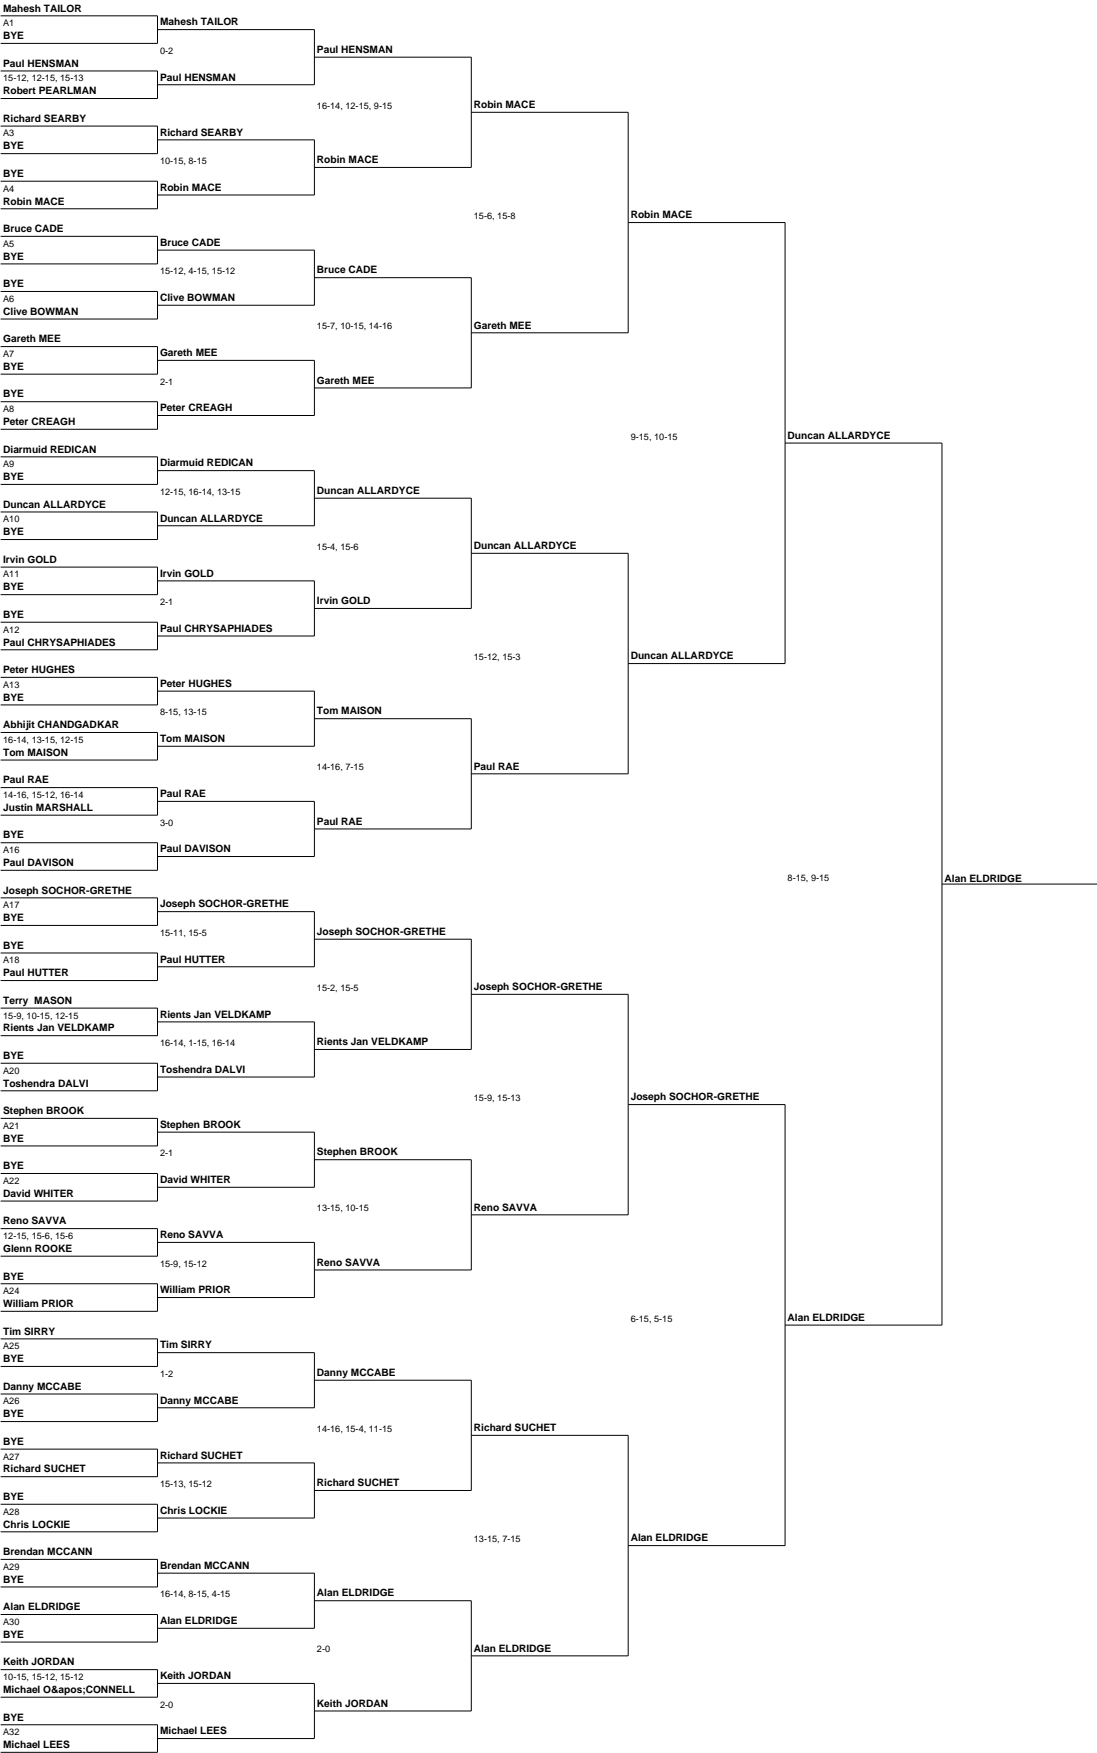 Mahesh TAILOR
A1
BYE
Mahesh TAILOR
0-2
Paul HENSMAN
Paul HENSMAN
15-12, 12-15, 15-13
Robert PEARLMAN
Paul HENSMAN
16-14, 12-15, 9-15
Robin MACE
Richard SEARBY
A3
BYE
Richard SEARBY
10-15, 8-15
Robin MACE
BYE
A4
Robin MACE
Robin MACE
15-6, 15-8
Robin MACE
Bruce CADE
A5
BYE
Bruce CADE
15-12, 4-15, 15-12
Bruce CADE
BYE
A6
Clive BOWMAN
Clive BOWMAN
15-7, 10-15, 14-16
Gareth MEE
Gareth MEE
A7
BYE
Gareth MEE
2-1
Gareth MEE
BYE
A8
Peter CREAGH
Peter CREAGH
9-15, 10-15
Duncan ALLARDYCE
Diarmuid REDICAN
A9
BYE
Diarmuid REDICAN
12-15, 16-14, 13-15
Duncan ALLARDYCE
Duncan ALLARDYCE
A10
BYE
Duncan ALLARDYCE
15-4, 15-6
Duncan ALLARDYCE
Irvin GOLD
A11
BYE
Irvin GOLD
2-1
Irvin GOLD
BYE
A12
Paul CHRYSAPHIADES
Paul CHRYSAPHIADES
15-12, 15-3
Duncan ALLARDYCE
Peter HUGHES
A13
BYE
Peter HUGHES
8-15, 13-15
Tom MAISON
Abhijit CHANDGADKAR
16-14, 13-15, 12-15
Tom MAISON
Tom MAISON
14-16, 7-15
Paul RAE
Paul RAE
14-16, 15-12, 16-14
Justin MARSHALL
Paul RAE
3-0
Paul RAE
BYE
A16
Paul DAVISON
Paul DAVISON
8-15, 9-15
Alan ELDRIDGE
Joseph SOCHOR-GRETHE
A17
BYE
Joseph SOCHOR-GRETHE
15-11, 15-5
Joseph SOCHOR-GRETHE
BYE
A18
Paul HUTTER
Paul HUTTER
15-2, 15-5
Joseph SOCHOR-GRETHE
Terry  MASON
15-9, 10-15, 12-15
Rients Jan VELDKAMP
Rients Jan VELDKAMP
16-14, 1-15, 16-14
Rients Jan VELDKAMP
BYE
A20
Toshendra DALVI
Toshendra DALVI
15-9, 15-13
Joseph SOCHOR-GRETHE
Stephen BROOK
A21
BYE
Stephen BROOK
2-1
Stephen BROOK
BYE
A22
David WHITER
David WHITER
13-15, 10-15
Reno SAVVA
Reno SAVVA
12-15, 15-6, 15-6
Glenn ROOKE
Reno SAVVA
15-9, 15-12
Reno SAVVA
BYE
A24
William PRIOR
William PRIOR
6-15, 5-15
Alan ELDRIDGE
Tim SIRRY
A25
BYE
Tim SIRRY
1-2
Danny MCCABE
Danny MCCABE
A26
BYE
Danny MCCABE
14-16, 15-4, 11-15
Richard SUCHET
BYE
A27
Richard SUCHET
Richard SUCHET
15-13, 15-12
Richard SUCHET
BYE
A28
Chris LOCKIE
Chris LOCKIE
13-15, 7-15
Alan ELDRIDGE
Brendan MCCANN
A29
BYE
Brendan MCCANN
16-14, 8-15, 4-15
Alan ELDRIDGE
Alan ELDRIDGE
A30
BYE
Alan ELDRIDGE
2-0
Alan ELDRIDGE
Keith JORDAN
10-15, 15-12, 15-12
Michael O&apos;CONNELL
Keith JORDAN
2-0
Keith JORDAN
BYE
A32
Michael LEES
Michael LEES